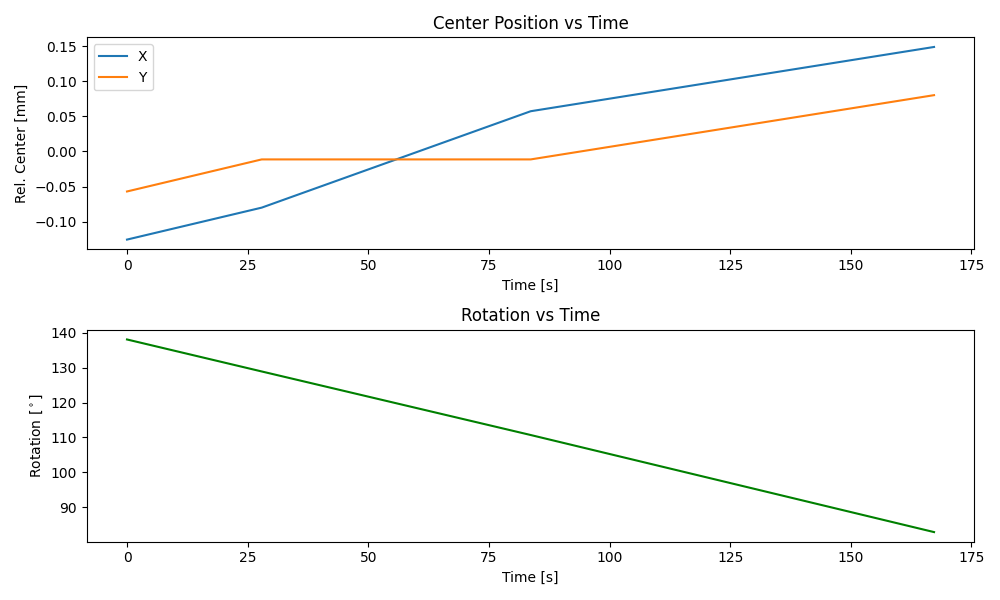 Center Position vs Time
Rel. Center [mm]
0.15
0.10
0.05
0.00
−0.05
−0.10
X
Y
0 25 50 75 100 125 150 175
Time [s]
Rotation vs Time
Rotation [°]
140
130
120
110
100
90
0 25 50 75 100 125 150 175
Time [s]